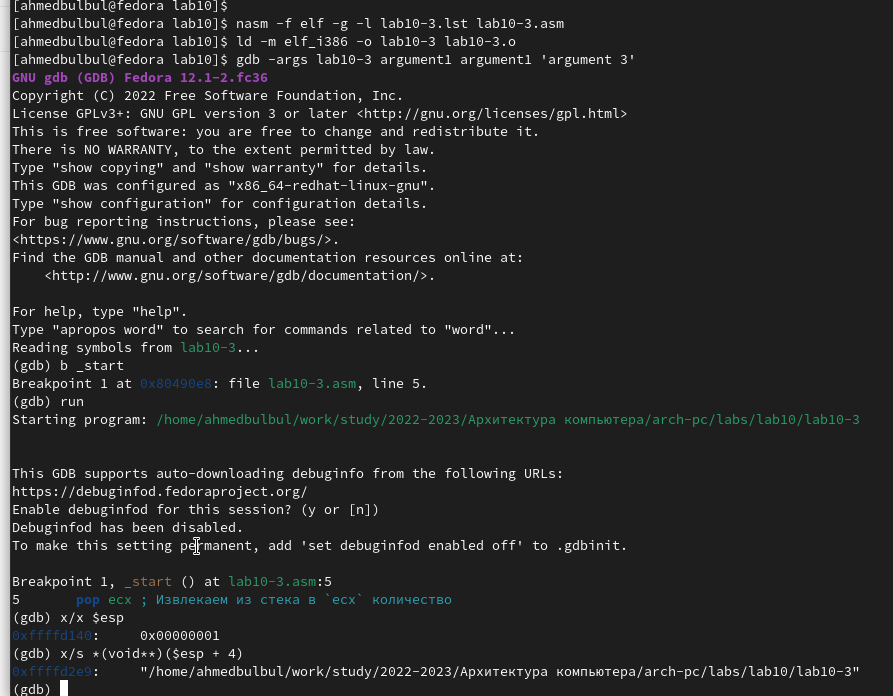 [ahmedbulbul@fedora lab10]$
[ahmedbulbul@fedora lab10]$ nasm -f elf -g -l lab10-3.lst lab10-3.asm
[ahmedbulbul@fedora lab10]$ ld -m elf_i386 -o lab10-3 lab10-3.o
[ahmedbulbul@fedora lab10]$ gdb -args lab10-3 argument1 argument1 'argument 3'
GNU gdb (GDB) Fedora 12.1-2.fc36
Copyright (C) 2022 Free Software Foundation, Inc.
License GPLv3+: GNU GPL version 3 or later <http://gnu.org/licenses/gpl.html>
This is free software: you are free to change and redistribute it.
There is NO WARRANTY, to the extent permitted by law.
Type "show copying" and "show warranty" for details.
This GDB was configured as "x86_64-redhat-linux-gnu".
Type "show configuration" for configuration details.
For bug reporting instructions, please see:
<https://www.gnu.org/software/gdb/bugs/>.
Find the GDB manual and other documentation resources online at:
    <http://www.gnu.org/software/gdb/documentation/>.

For help, type "help".
Type "apropos word" to search for commands related to "word"...
Reading symbols from lab10-3...
(gdb) b _start
Breakpoint 1 at 0x80490e8: file lab10-3.asm, line 5.
(gdb) run
Starting program: /home/ahmedbulbul/work/study/2022-2023/Архитектура компьютера/arch-pc/labs/lab10/lab10-3

This GDB supports auto-downloading debuginfo from the following URLs:
https://debuginfod.fedoraproject.org/
Enable debuginfod for this session? (y or [n])
Debuginfod has been disabled.
To make this setting permanent, add 'set debuginfod enabled off' to .gdbinit.

Breakpoint 1, _start () at lab10-3.asm:5
5       pop ecx ; Извлекаем из стека в `ecx` количество
(gdb) x/x $esp
0xffffd140:     0x00000001
(gdb) x/s *(void**)($esp + 4)
0xffffd2e9:     "/home/ahmedbulbul/work/study/2022-2023/Архитектура компьютера/arch-pc/labs/lab10/lab10-3"
(gdb)